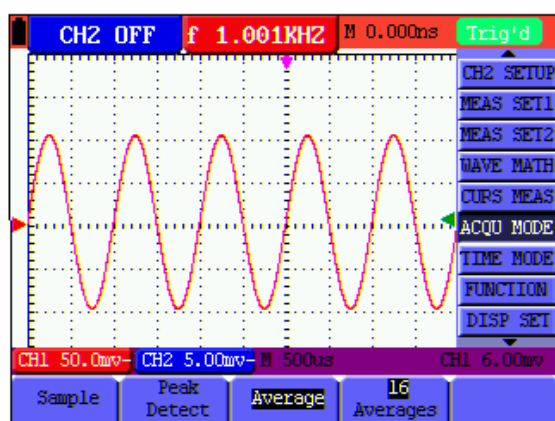 CH2 OFF f 1.001KHZ M 0.000ns Trig'd
CH2 SETUP
MEAS SET1
MEAS SET2
WAVE MATH
CURS MEAS
ACQU MODE
TIME MODE
FUNCTION
DISP SET
CH1 50.0mv- CH2 5.00mv- M 500us CH1 6.00mv
Sample
Peak
Detect
Average
16
Averages